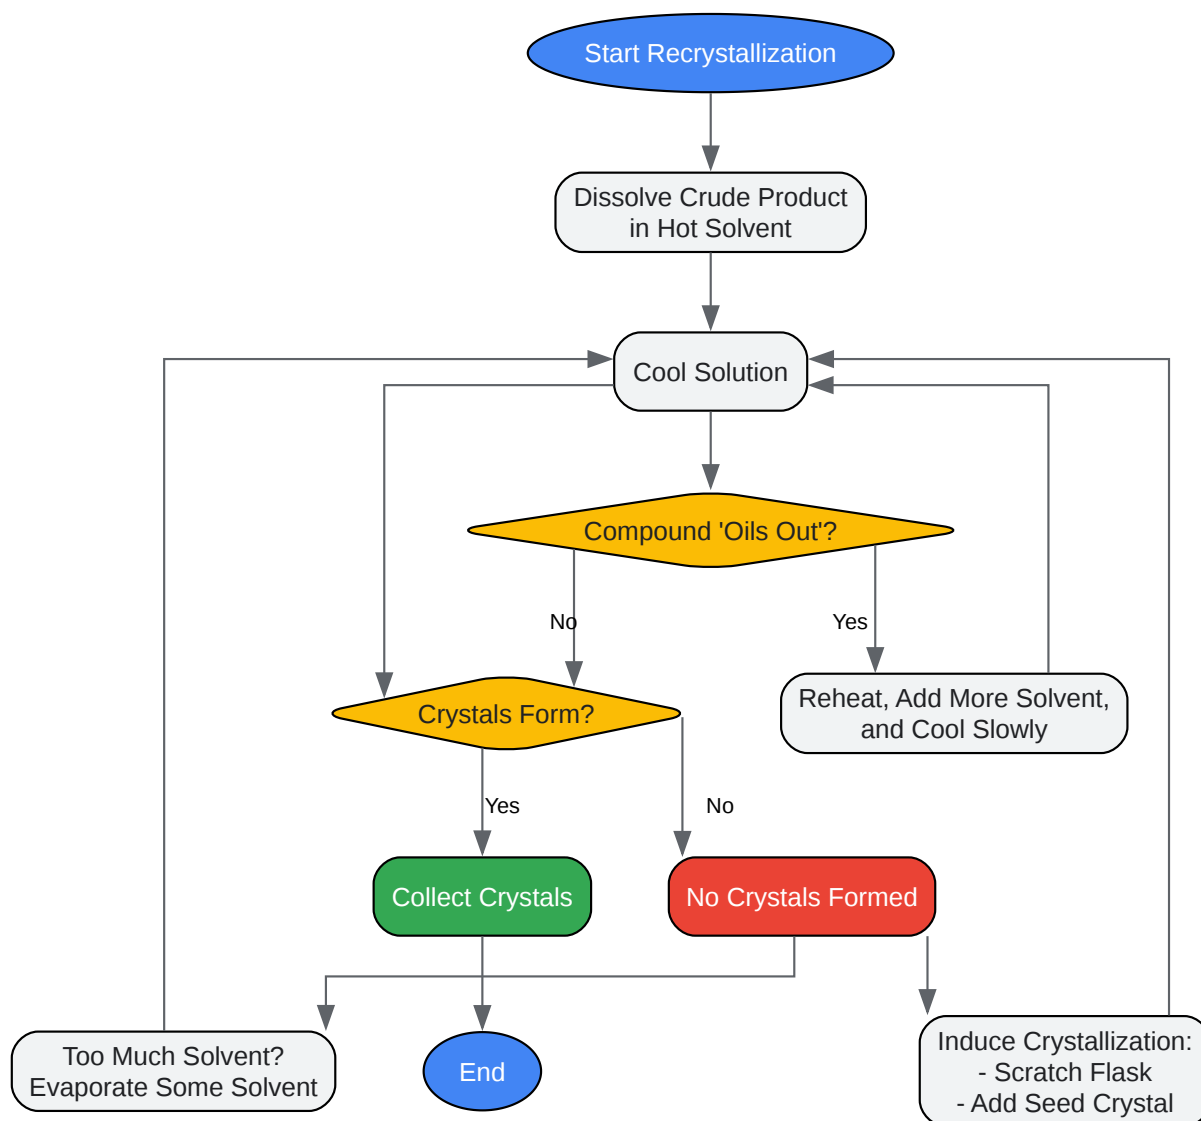 Start Recrystallization
Dissolve Crude Product
in Hot Solvent
Cool Solution
Compound 'Oils Out'?
No
Yes
Reheat, Add More Solvent,
and Cool Slowly
Crystals Form?
Yes
No
Collect Crystals
No Crystals Formed
Too Much Solvent?
Evaporate Some Solvent
End
Induce Crystallization:
- Scratch Flask
- Add Seed Crystal